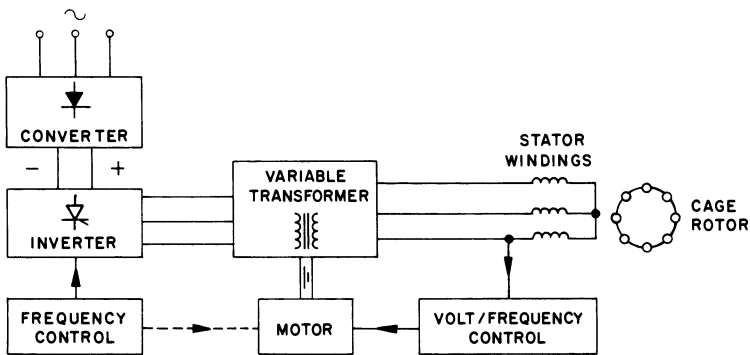 CONVERTER
− +
INVERTER
FREQUENCY
CONTROL
VARIABLE
TRANSFORMER
MOTOR
VOLT/FREQUENCY
CONTROL
STATOR
WINDINGS
CAGE
ROTOR